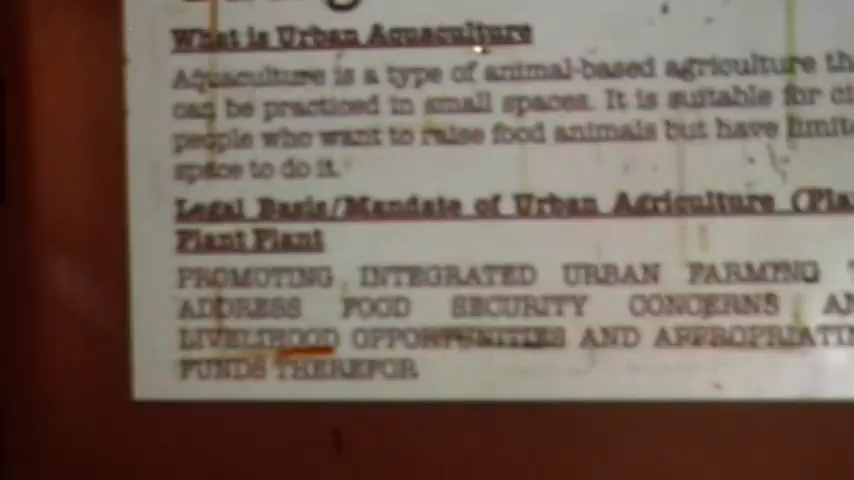 What is Urban Aquaculture
Aquaculture is a type of animal-based agriculture th
can be practiced in small spaces. It is suitable for ci
people who want to raise food animals but have limite
space to do it.
Legal Basis/Mandate of Urban Agriculture (Pla
Plant Plant
PROMOTING INTEGRATED URBAN FARMING T
ADDRESS FOOD SECURITY CONCERNS AN
LIVELIHOOD OPPORTUNITIES AND APPROPRIATIN
FUNDS THEREFOR